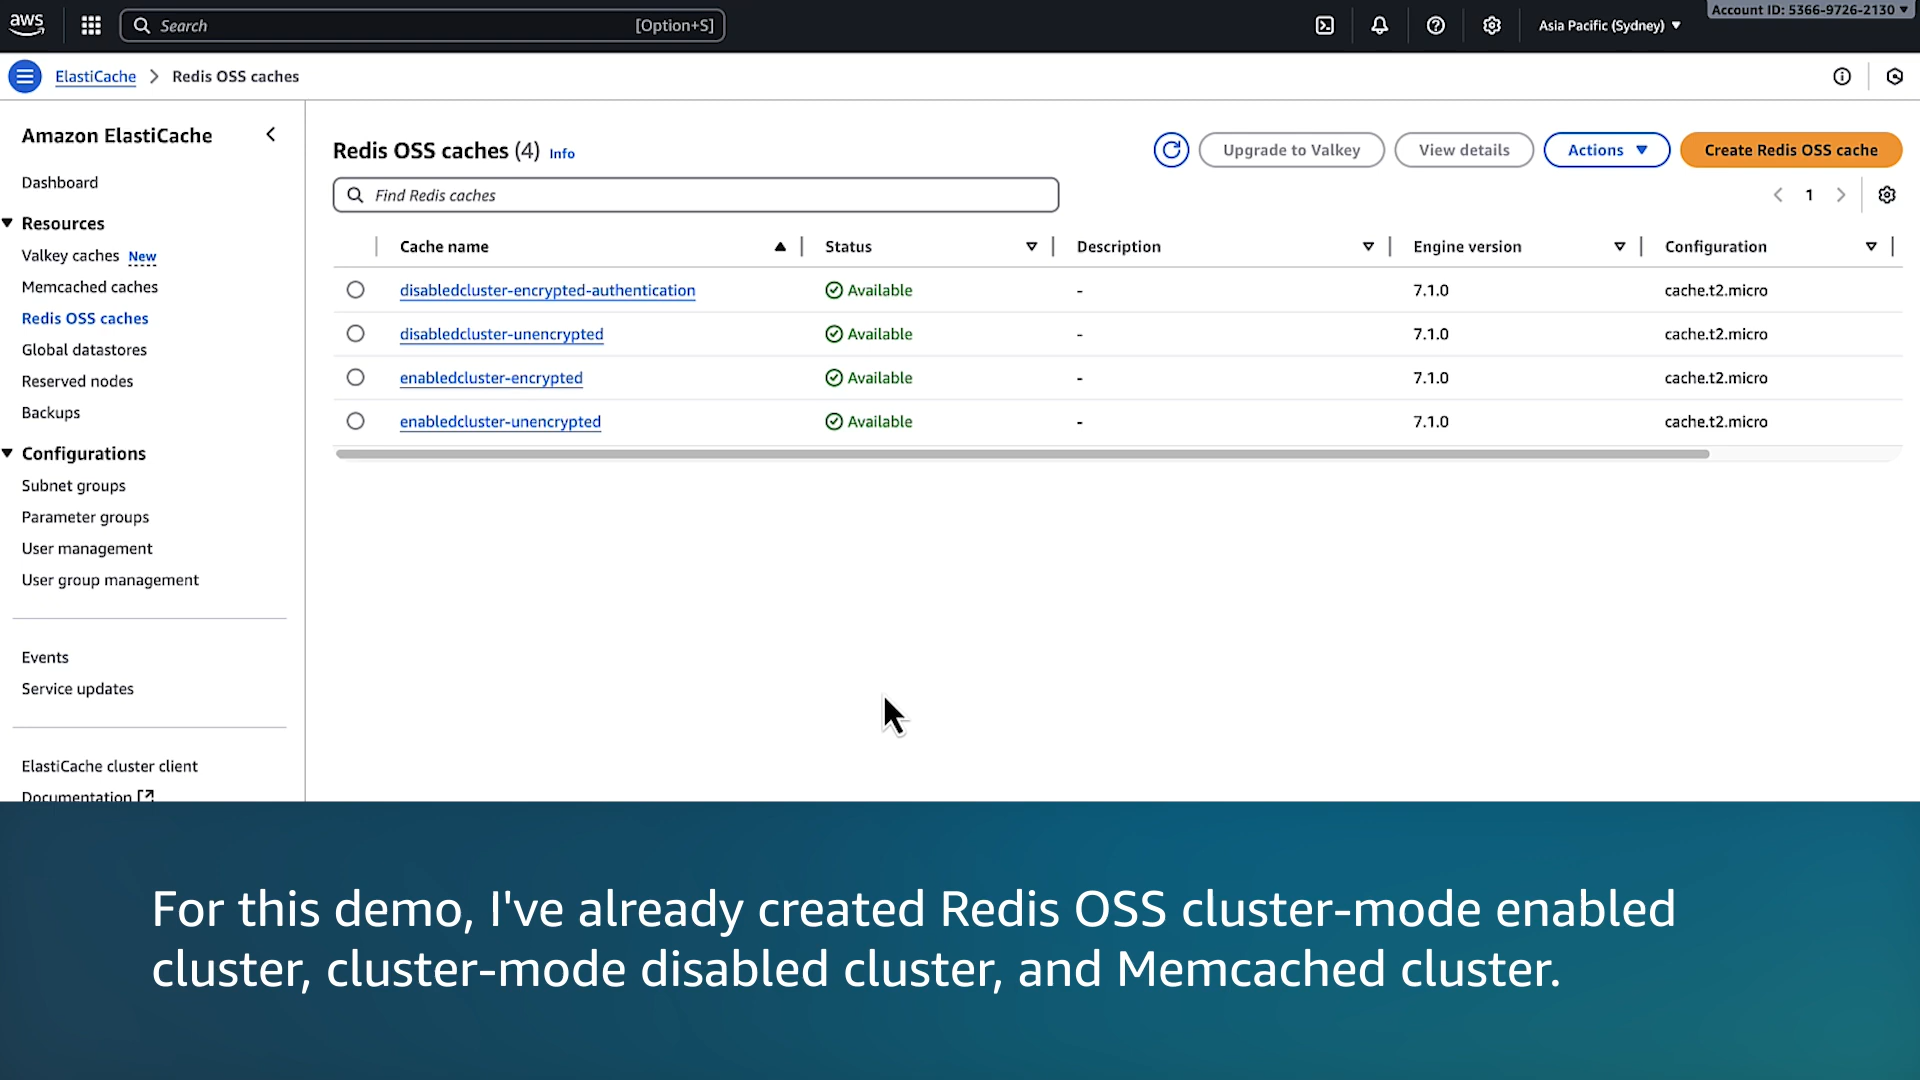 aws
Search [Option+S]
Asia Pacific (Sydney)
Account ID: 5366-9726-2130
ElastiCache > Redis OSS caches
Amazon ElastiCache
Dashboard
Resources
Valkey caches New
Memcached caches
Redis OSS caches
Global datastores
Reserved nodes
Backups
Configurations
Subnet groups
Parameter groups
User management
User group management
Events
Service updates
ElastiCache cluster client
Documentation
Redis OSS caches (4) Info
Upgrade to Valkey
View details
Actions
Create Redis OSS cache
Find Redis caches
1
Cache name Status Description Engine version Configuration
disabledcluster-encrypted-authentication Available - 7.1.0 cache.t2.micro
disabledcluster-unencrypted Available - 7.1.0 cache.t2.micro
enabledcluster-encrypted Available - 7.1.0 cache.t2.micro
enabledcluster-unencrypted Available - 7.1.0 cache.t2.micro
For this demo, I've already created Redis OSS cluster-mode enabled
cluster, cluster-mode disabled cluster, and Memcached cluster.